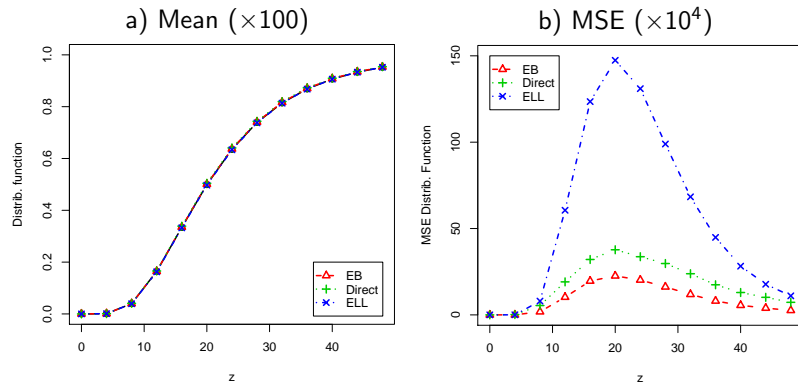 a) Mean (×100)
Distrib. function
0.0 0.2 0.4 0.6 0.8 1.0
EB
Direct
ELL
0 10 20 30 40
z
b) MSE (×10⁴)
MSE Distrib. Function
0 50 100 150
EB
Direct
ELL
0 10 20 30 40
z